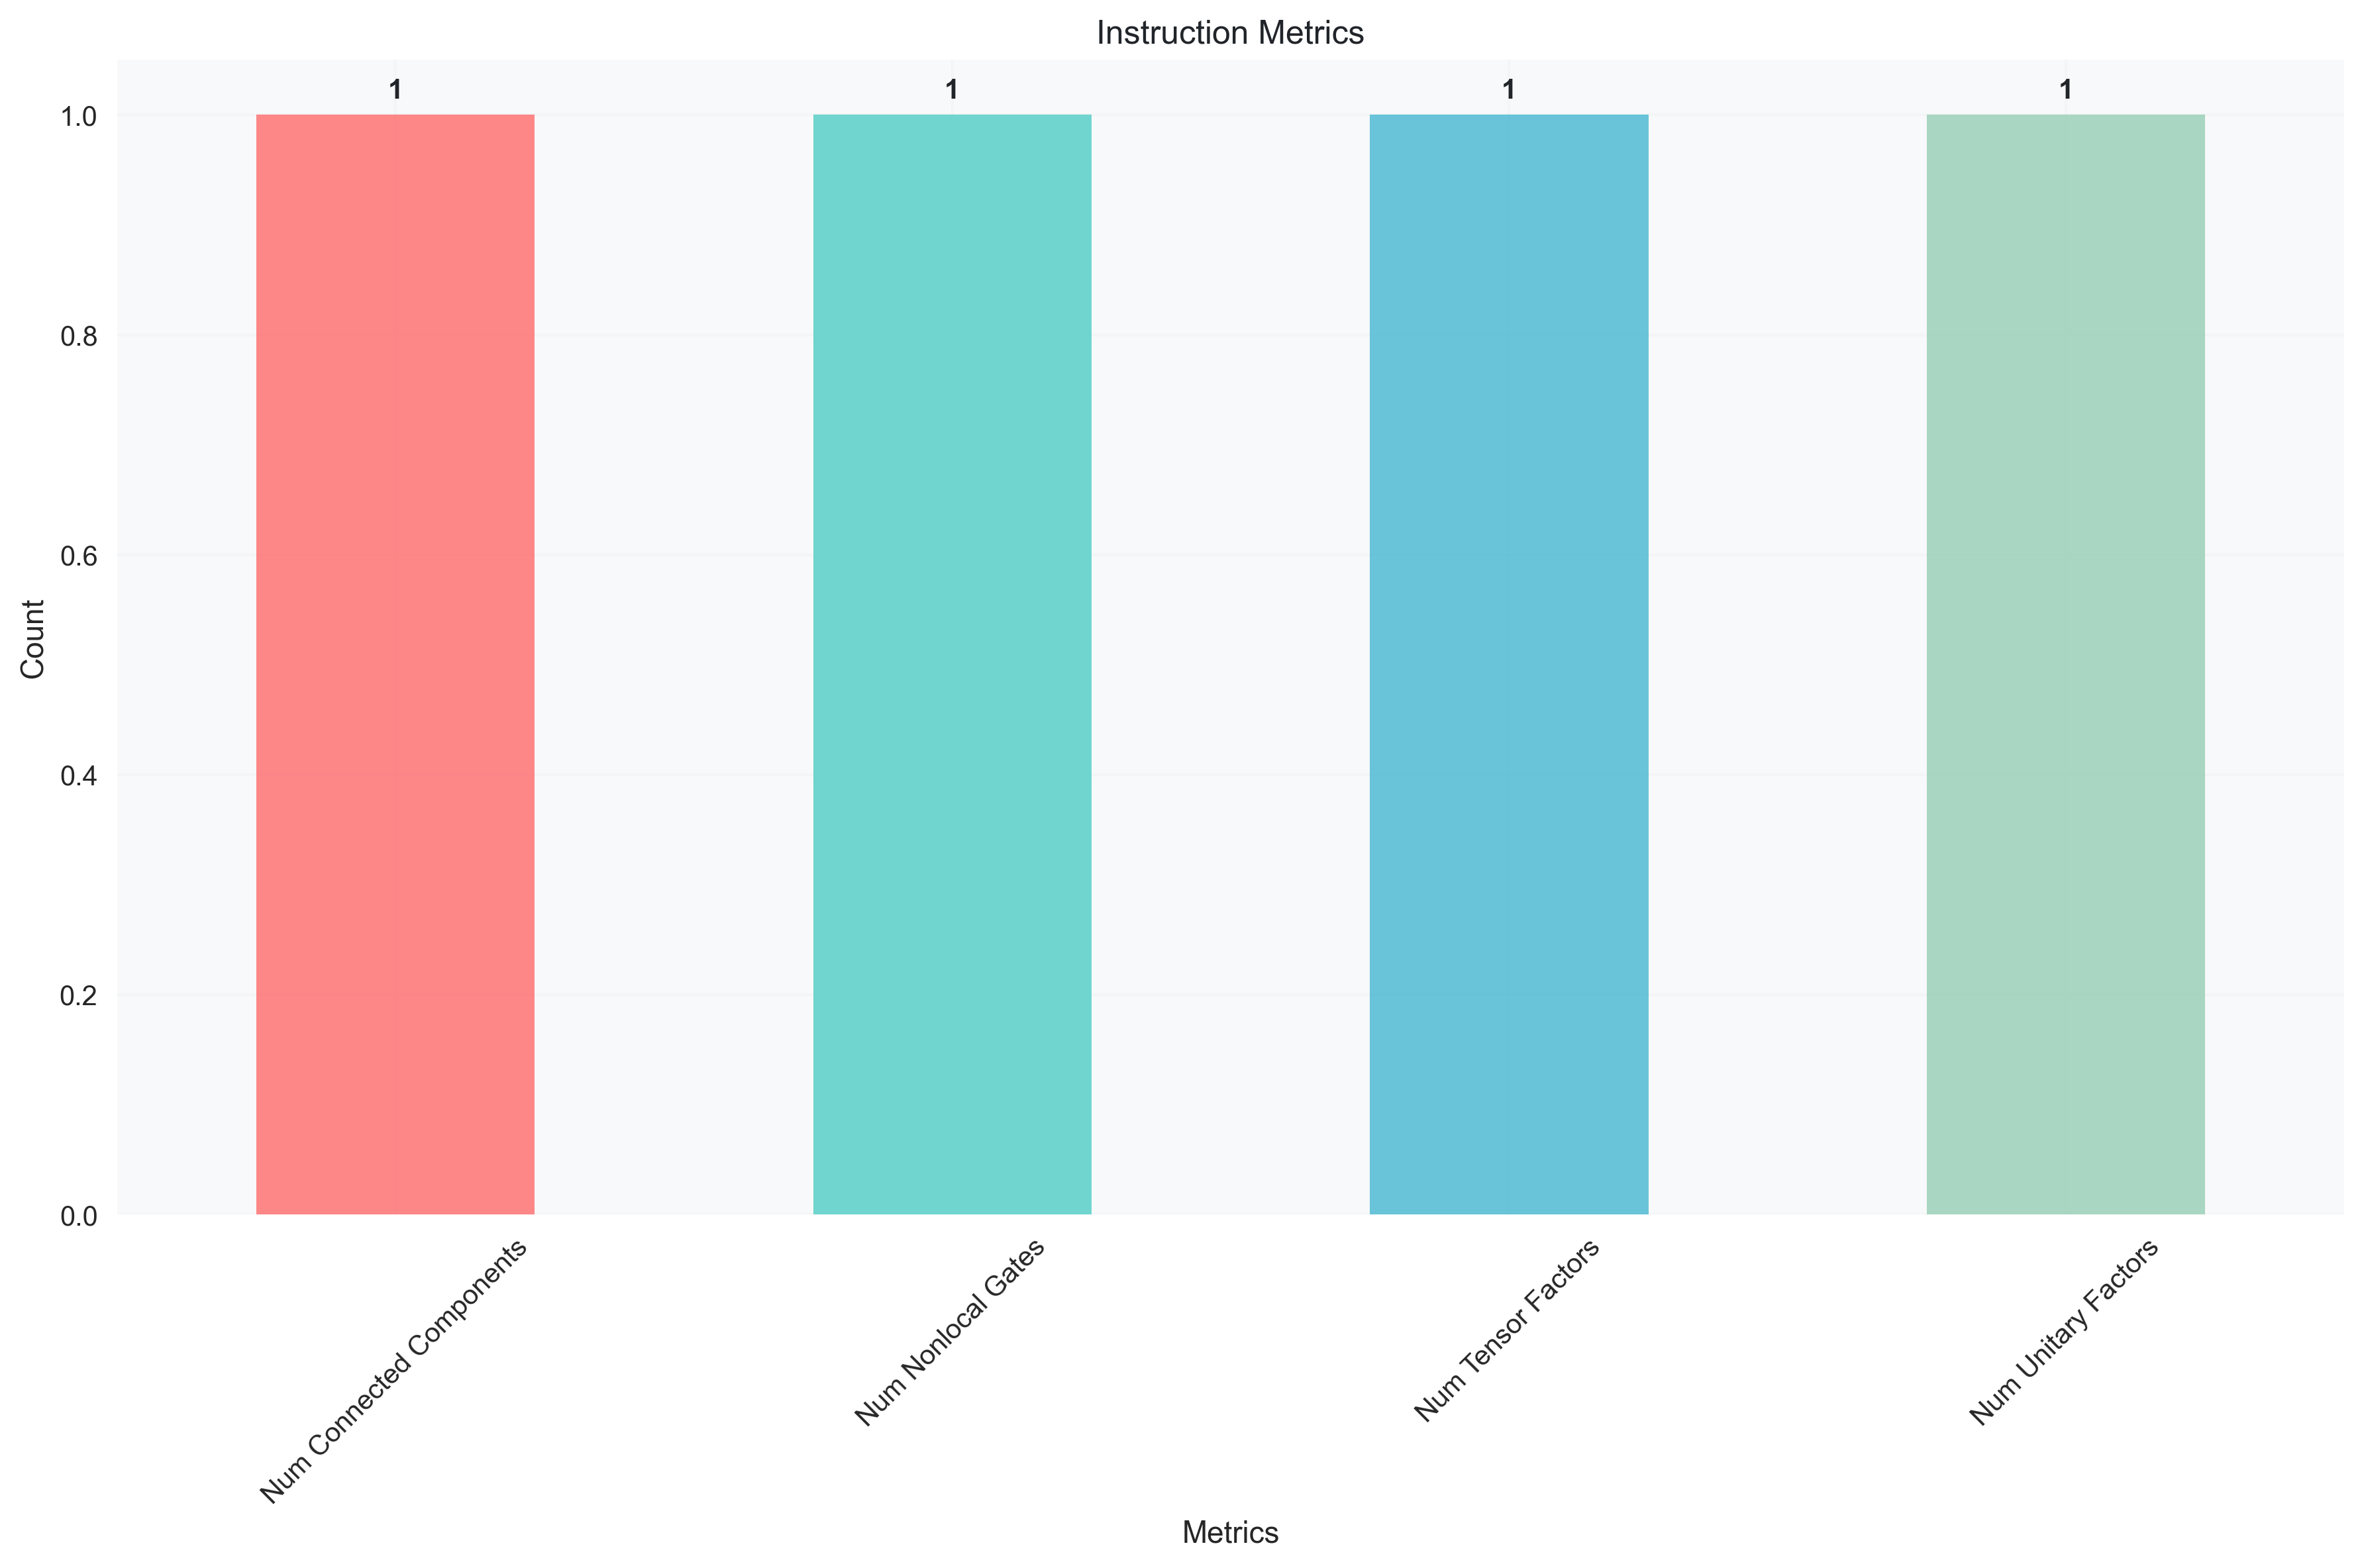 Instruction Metrics
1 1 1 1
1.0
0.8
0.6
0.4
0.2
0.0
Count
Num Connected Components
Num Nonlocal Gates
Num Tensor Factors
Num Unitary Factors
Metrics